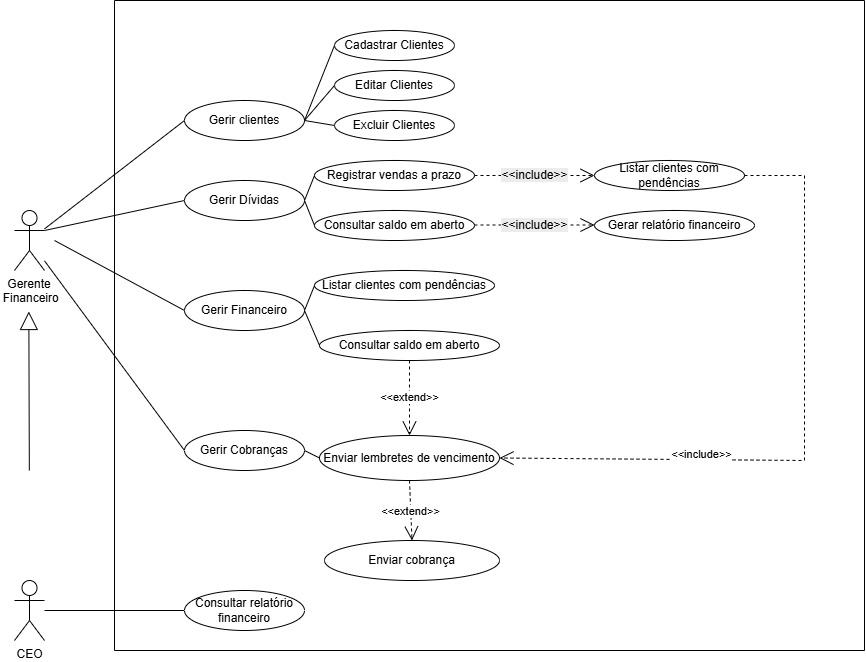 Cadastrar Clientes
Editar Clientes
Gerir clientes
Excluir Clientes
Registrar vendas a prazo
<<include>>
Listar clientes com
pendências
Gerir Dívidas
Consultar saldo em aberto
<<include>>
Gerar relatório financeiro
Gerente
Financeiro
Listar clientes com pendências
Gerir Financeiro
Consultar saldo em aberto
<<extend>>
Gerir Cobranças
Enviar lembretes de vencimento
<<include>>
<<extend>>
Enviar cobrança
Consultar relatório
financeiro
CEO